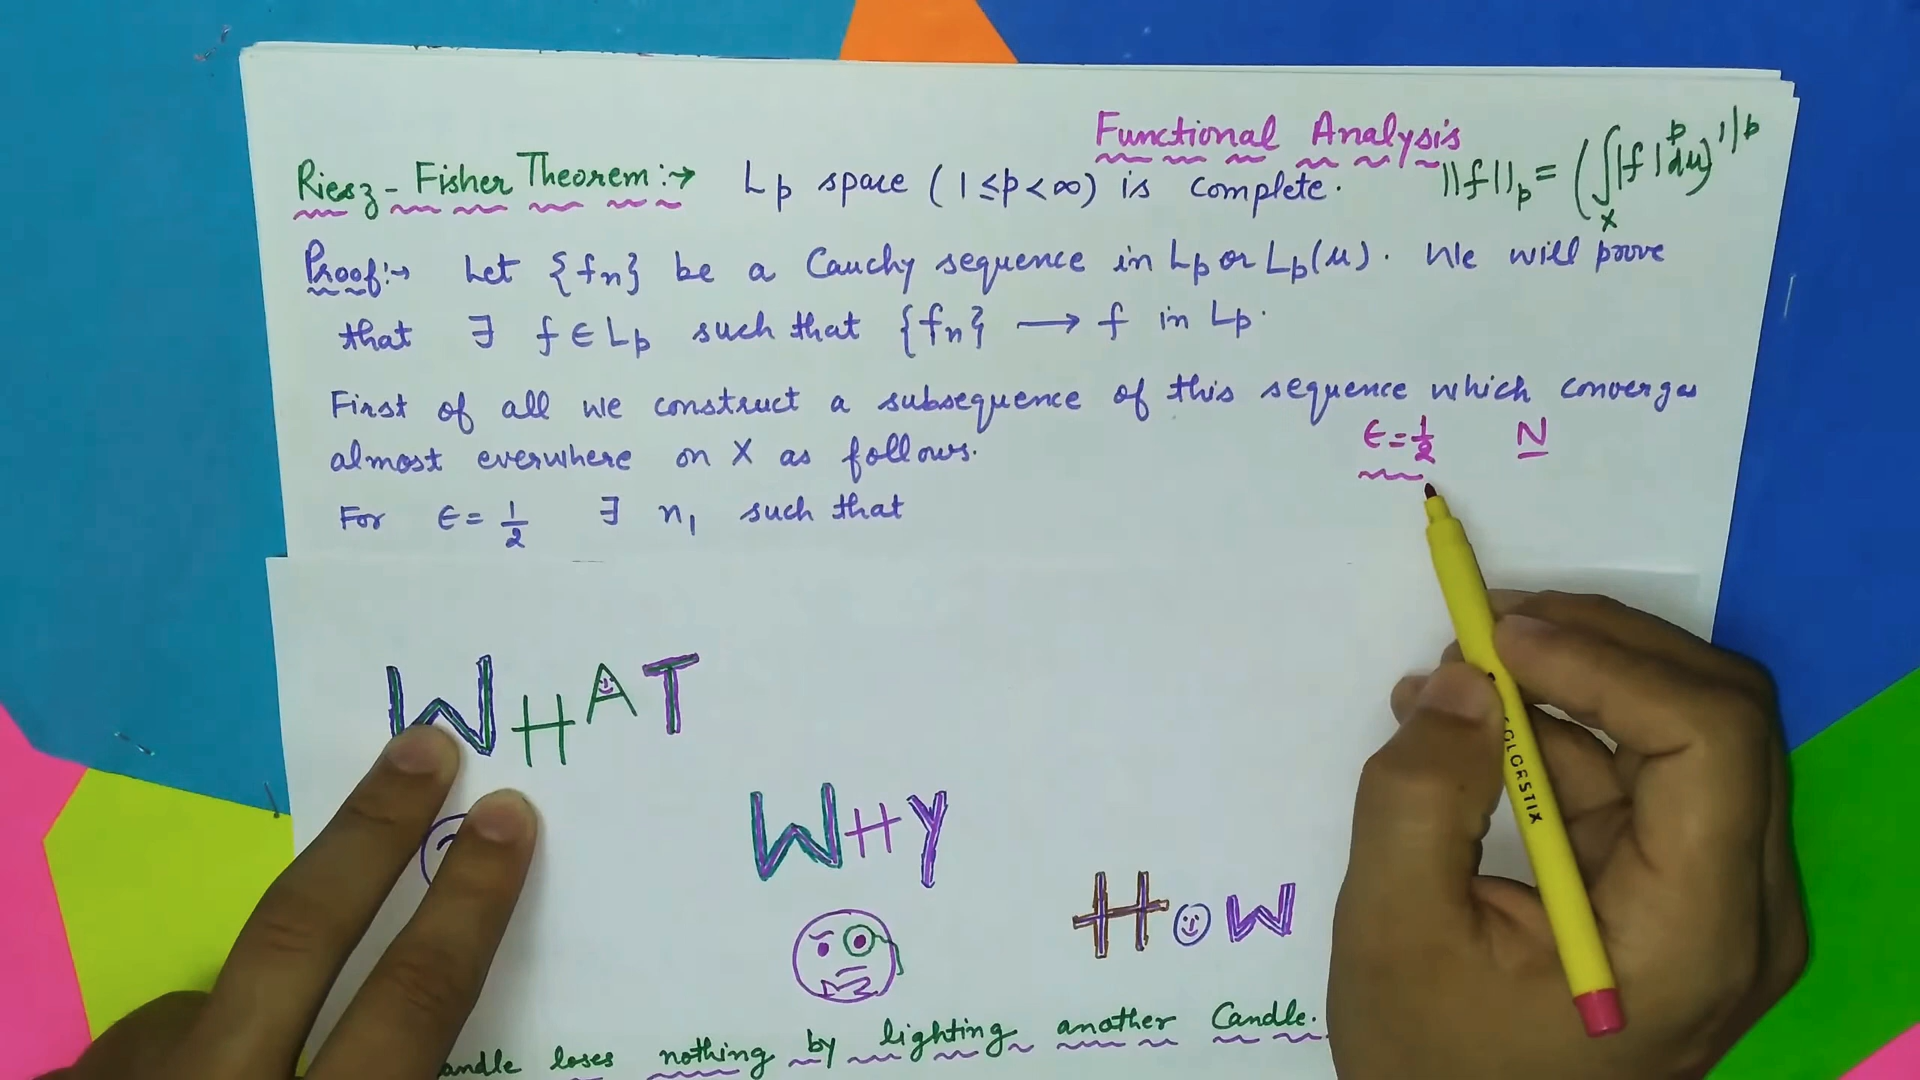 Functional Analysis
Riesz - Fisher Theorem :→ Lp space (1≤p<∞) is complete. ||f||p = (∫x |f|^p dμ)^1/p
Proof :→ Let {fn} be a Cauchy sequence in Lp or Lp(μ). We will prove
that ∃ f ∈ Lp such that {fn} ⟶ f in Lp.
First of all we construct a subsequence of this sequence which converges
almost everwhere on X as follows.
ϵ = 1/2 N
For ϵ = 1/2 ∃ n1 such that
WHAT
WHY
HOW
loses nothing by lighting another Candle.
COLORSTIX